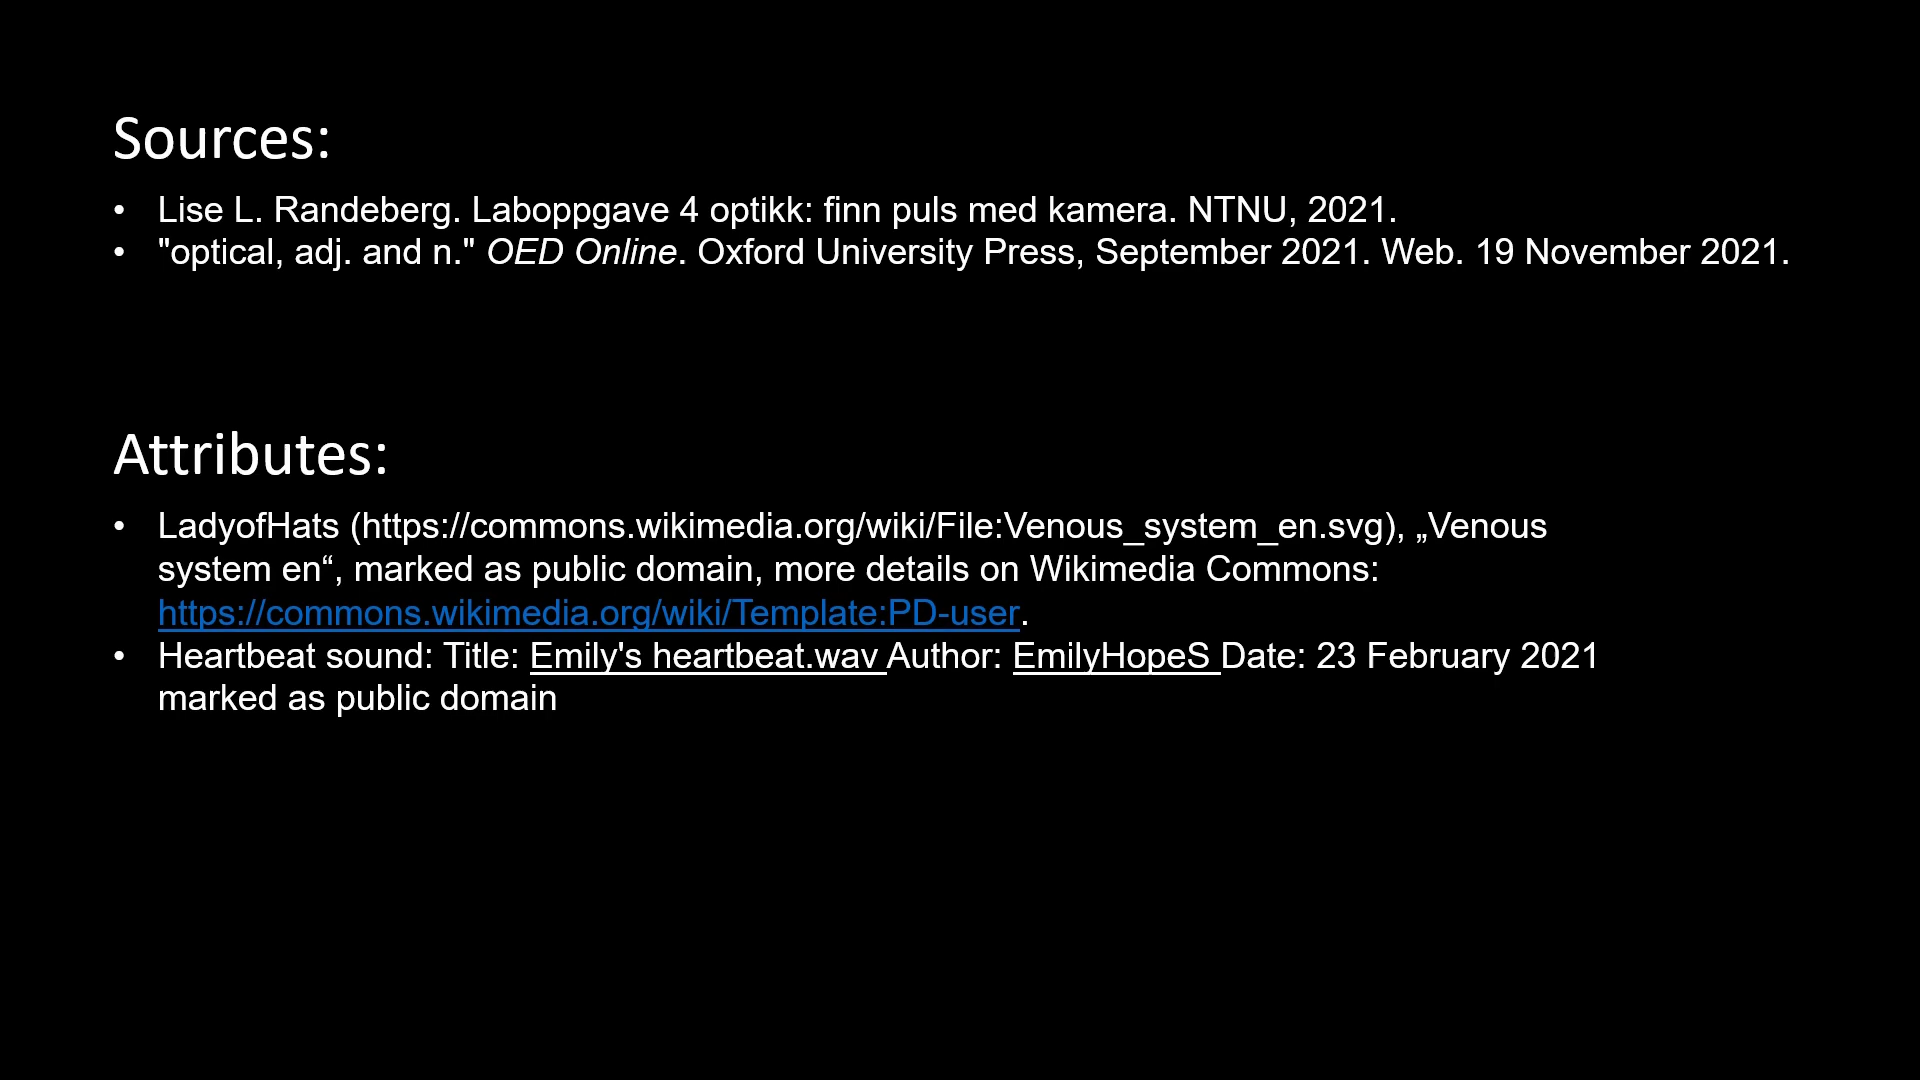 Sources:
• Lise L. Randeberg. Laboppgave 4 optikk: finn puls med kamera. NTNU, 2021.
• "optical, adj. and n." OED Online. Oxford University Press, September 2021. Web. 19 November 2021.
Attributes:
• LadyofHats (https://commons.wikimedia.org/wiki/File:Venous_system_en.svg), „Venous
system en“, marked as public domain, more details on Wikimedia Commons:
https://commons.wikimedia.org/wiki/Template:PD-user.
• Heartbeat sound: Title: Emily's heartbeat.wav Author: EmilyHopeS Date: 23 February 2021
marked as public domain